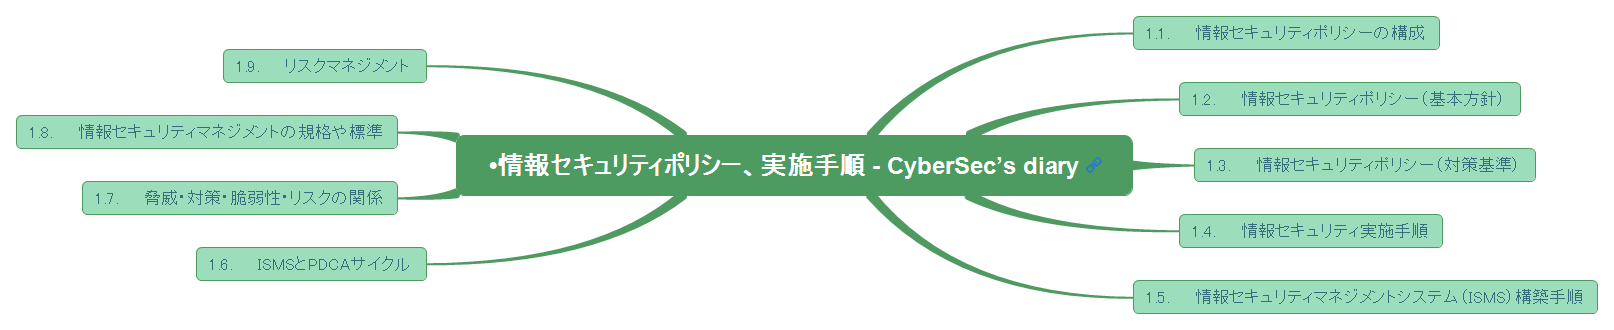 •情報セキュリティポリシー、実施手順 - CyberSec’s diary
1.1. 情報セキュリティポリシーの構成
1.2. 情報セキュリティポリシー（基本方針）
1.3. 情報セキュリティポリシー（対策基準）
1.4. 情報セキュリティ実施手順
1.5. 情報セキュリティマネジメントシステム（ISMS）構築手順
1.6. ISMSとPDCAサイクル
1.7. 脅威・対策・脆弱性・リスクの関係
1.8. 情報セキュリティマネジメントの規格や標準
1.9. リスクマネジメント